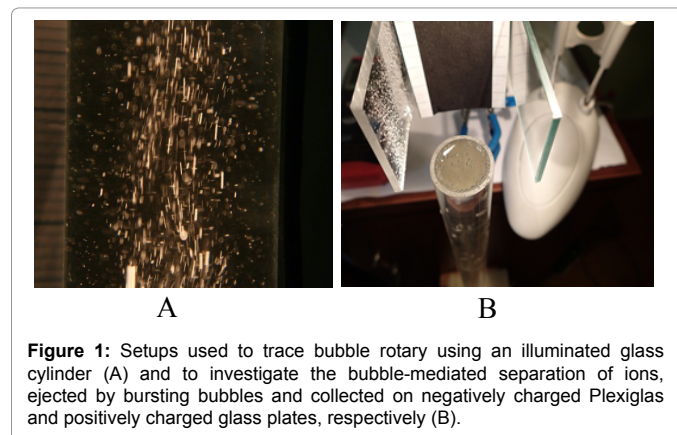 A
B
Figure 1: Setups used to trace bubble rotary using an illuminated glass
cylinder (A) and to investigate the bubble-mediated separation of ions,
ejected by bursting bubbles and collected on negatively charged Plexiglas
and positively charged glass plates, respectively (B).